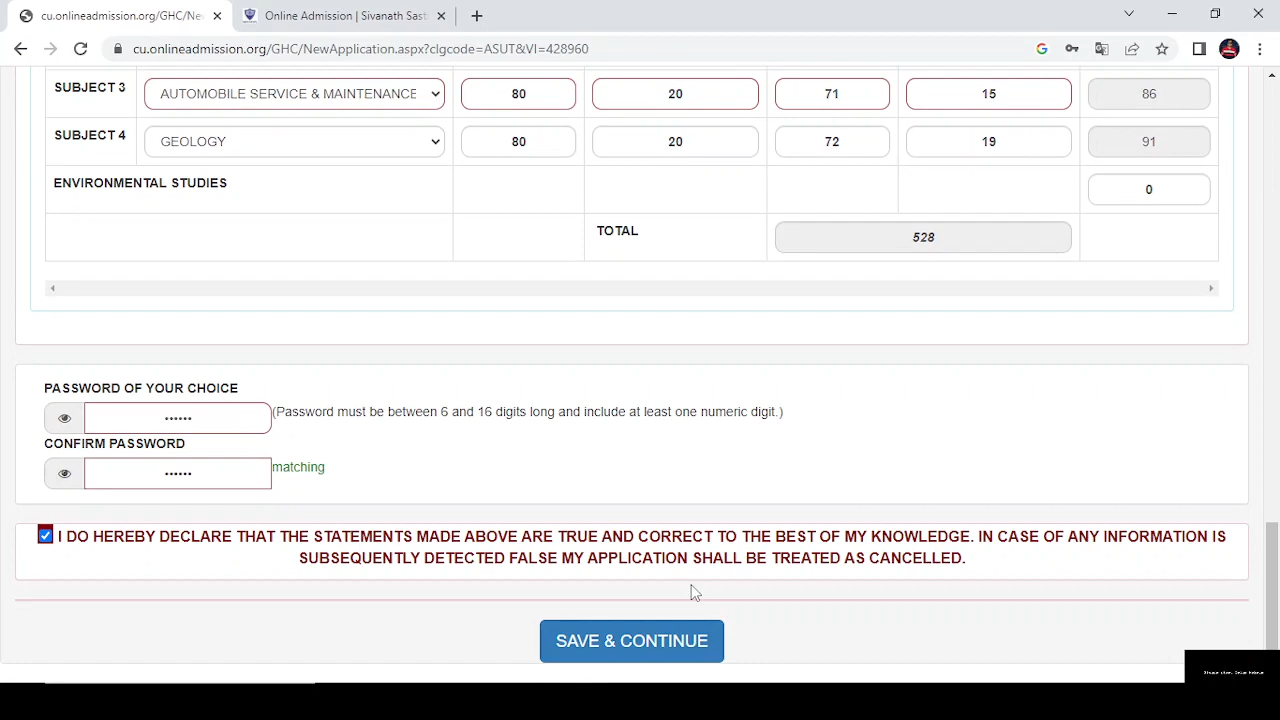 cu.onlineadmission.org/GHC/Ne
Online Admission | Sivanath Sast
cu.onlineadmission.org/GHC/NewApplication.aspx?clgcode=ASUT&VI=428960
SUBJECT 3 AUTOMOBILE SERVICE & MAINTENANCE 80 20 71 15 86
SUBJECT 4 GEOLOGY 80 20 72 19 91
ENVIRONMENTAL STUDIES 0
TOTAL 528
PASSWORD OF YOUR CHOICE
•••••• (Password must be between 6 and 16 digits long and include at least one numeric digit.)
CONFIRM PASSWORD
•••••• matching
I DO HEREBY DECLARE THAT THE STATEMENTS MADE ABOVE ARE TRUE AND CORRECT TO THE BEST OF MY KNOWLEDGE. IN CASE OF ANY INFORMATION IS
SUBSEQUENTLY DETECTED FALSE MY APPLICATION SHALL BE TREATED AS CANCELLED.
SAVE & CONTINUE